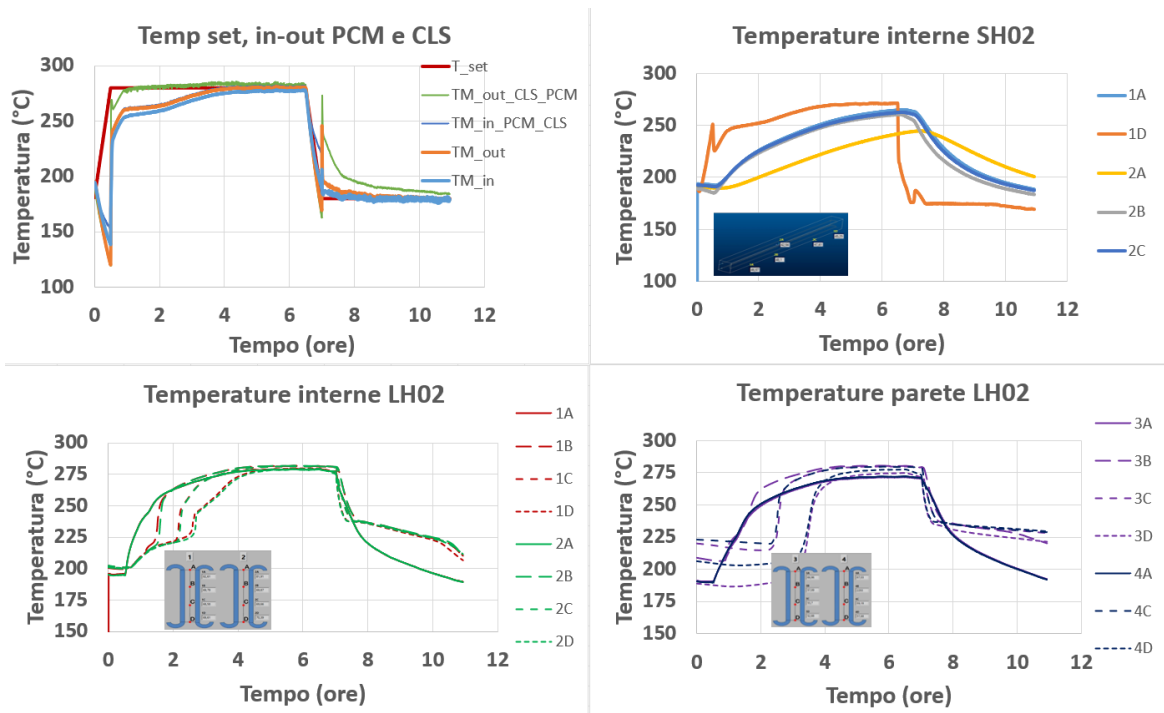 Temp set, in-out PCM e CLS
300
250
200
150
100
0 2 4 6 8 10 12
Temperatura (°C)
Tempo (ore)
T_set
TM_out_CLS_PCM
TM_in_PCM_CLS
TM_out
TM_in
Temperature interne SH02
300
250
200
150
100
0 2 4 6 8 10 12
Temperatura (°C)
Tempo (ore)
1A
1D
2A
2B
2C
Temperature interne LH02
300
275
250
225
200
175
150
0 2 4 6 8 10 12
Temperatura (°C)
Tempo (ore)
1 2
A A
B B
C C
D D
1A
1B
1C
1D
2A
2B
2C
2D
Temperature parete LH02
300
275
250
225
200
175
150
0 2 4 6 8 10 12
Temperatura (°C)
Tempo (ore)
3 4
A A
B B
C C
D D
3A
3B
3C
3D
4A
4C
4D